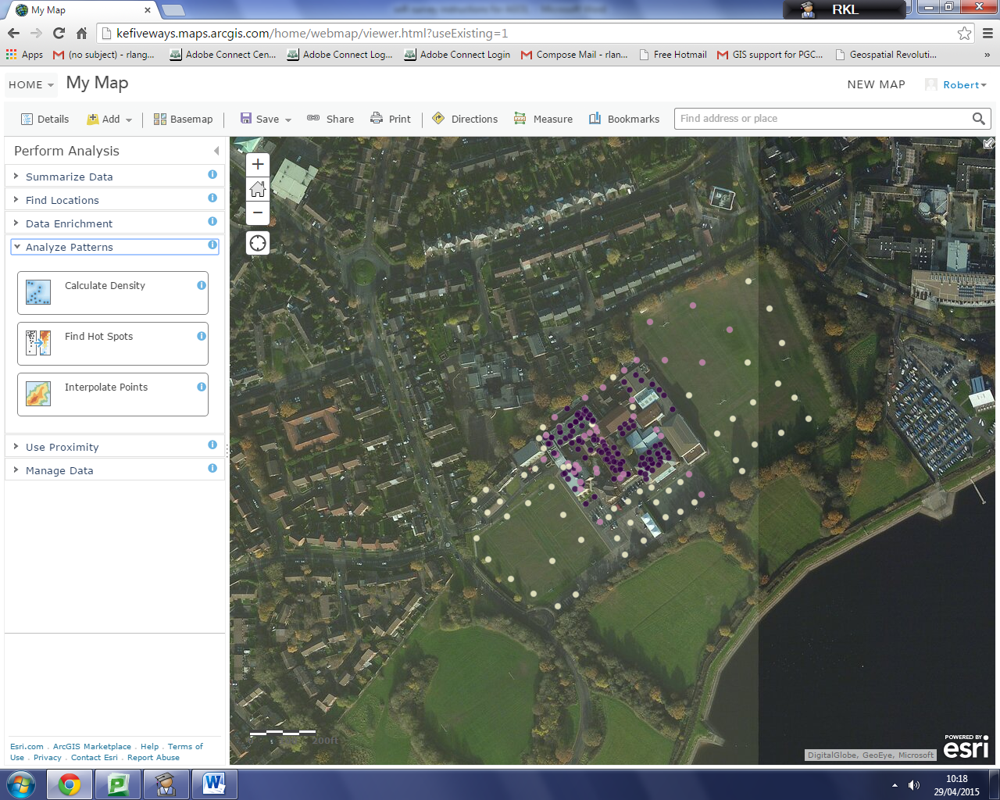 My Map
RKL
kefiveways.maps.arcgis.com/home/webmap/viewer.html?useExisting=1
Apps (no subject) - rlang... Adobe Connect Cen... Adobe Connect Log... Adobe Connect Login Compose Mail - rlan... Free Hotmail GIS support for PGC... Geospatial Revoluti... »
HOME My Map NEW MAP Robert
Details Add Basemap Save Share Print Directions Measure Bookmarks Find address or place
Perform Analysis
Summarize Data
Find Locations
Data Enrichment
Analyze Patterns
Calculate Density
Find Hot Spots
Interpolate Points
Use Proximity
Manage Data
200ft
Esri.com . ArcGIS Marketplace . Help . Terms of
Use . Privacy . Contact Esri . Report Abuse
DigitalGlobe, GeoEye, Microsoft
POWERED BY
esri
10:18
29/04/2015